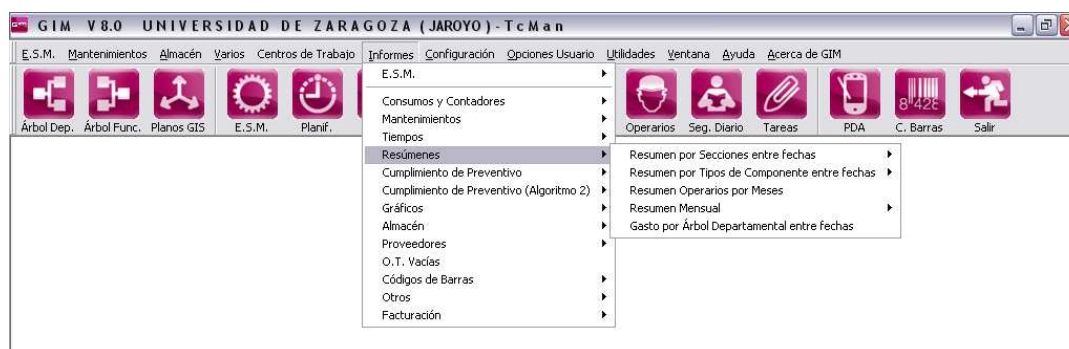 GIM V 8.0 UNIVERSIDAD DE ZARAGOZA (JAROYO) - TcMan
E.S.M. Mantenimientos Almacén Varios Centros de Trabajo Informes Configuración Opciones Usuario Utilidades Ventana Ayuda Acerca de GIM
Árbol Dep. Árbol Func. Planos GIS E.S.M. Planif. Operarios Seg. Diario Tareas PDA C. Barras Salir
8 428
E.S.M.
Consumos y Contadores
Mantenimientos
Tiempos
Resúmenes
Cumplimiento de Preventivo
Cumplimiento de Preventivo (Algoritmo 2)
Gráficos
Almacén
Proveedores
O.T. Vacías
Códigos de Barras
Otros
Facturación
Resumen por Secciones entre fechas
Resumen por Tipos de Componente entre fechas
Resumen Operarios por Meses
Resumen Mensual
Gasto por Árbol Departamental entre fechas